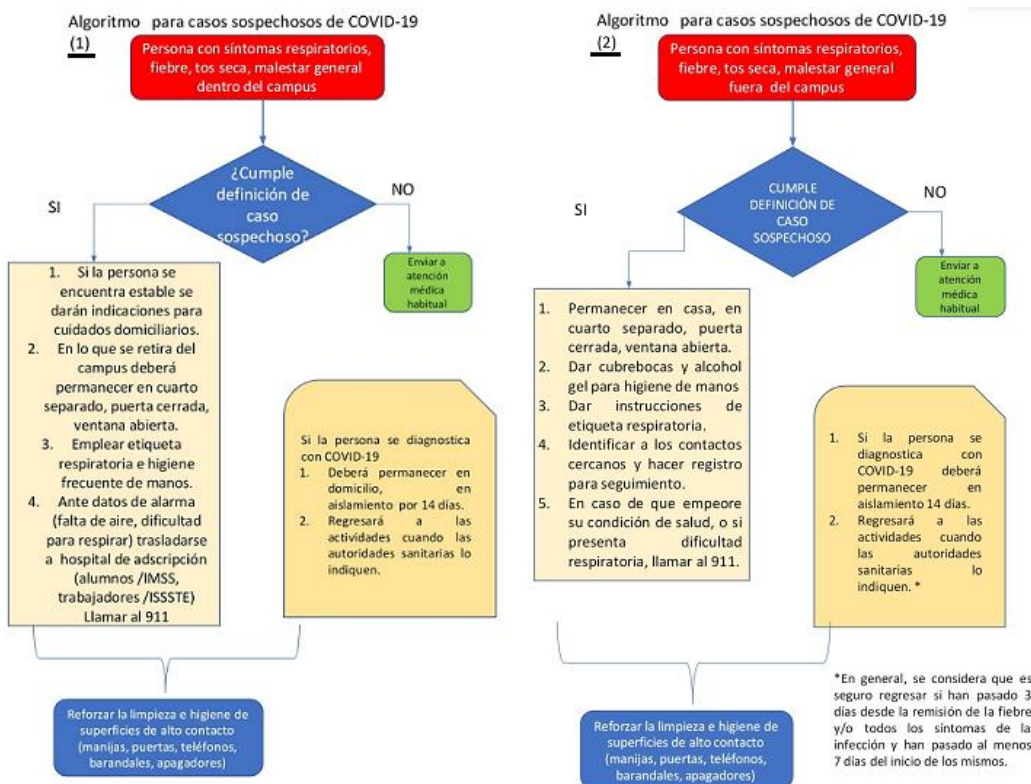 Algoritmo para casos sospechosos de COVID-19
(1)
Persona con síntomas respiratorios,
fiebre, tos seca, malestar general
dentro del campus
¿Cumple
definición de
caso
sospechoso?
SI
NO
Enviar a
atención
médica
habitual
1. Si la persona se
encuentra estable se
darán indicaciones para
cuidados domiciliarios.
2. En lo que se retira del
campus deberá
permanecer en cuarto
separado, puerta cerrada,
ventana abierta.
3. Emplear etiqueta
respiratoria e higiene
frecuente de manos.
4. Ante datos de alarma
(falta de aire, dificultad
para respirar) trasladarse
a hospital de adscripción
(alumnos /IMSS,
trabajadores /ISSSTE)
Llamar al 911
Si la persona se diagnostica
con COVID-19
1. Deberá permanecer en
domicilio, en
aislamiento por 14 días.
2. Regresará a las
actividades cuando las
autoridades sanitarias lo
indiquen.
Reforzar la limpieza e higiene de
superficies de alto contacto
(manijas, puertas, teléfonos,
barandales, apagadores)
Algoritmo para casos sospechosos de COVID-19
(2)
Persona con síntomas respiratorios,
fiebre, tos seca, malestar general
fuera del campus
CUMPLE
DEFINICIÓN DE
CASO
SOSPECHOSO
SI
NO
Enviar a
atención
médica
habitual
1. Permanecer en casa, en
cuarto separado, puerta
cerrada, ventana abierta.
2. Dar cubrebocas y alcohol
gel para higiene de manos
3. Dar instrucciones de
etiqueta respiratoria.
4. Identificar a los contactos
cercanos y hacer registro
para seguimiento.
5. En caso de que empeore
su condición de salud, o si
presenta dificultad
respiratoria, llamar al 911.
1. Si la persona se
diagnostica con
COVID-19 deberá
permanecer en
aislamiento 14 días.
2. Regresará a las
actividades cuando
las autoridades
sanitarias lo
indiquen. *
Reforzar la limpieza e higiene de
superficies de alto contacto
(manijas, puertas, teléfonos,
barandales, apagadores)
*En general, se considera que es
seguro regresar si han pasado 3
días desde la remisión de la fiebre
y/o todos los síntomas de la
infección y han pasado al menos
7 días del inicio de los mismos.